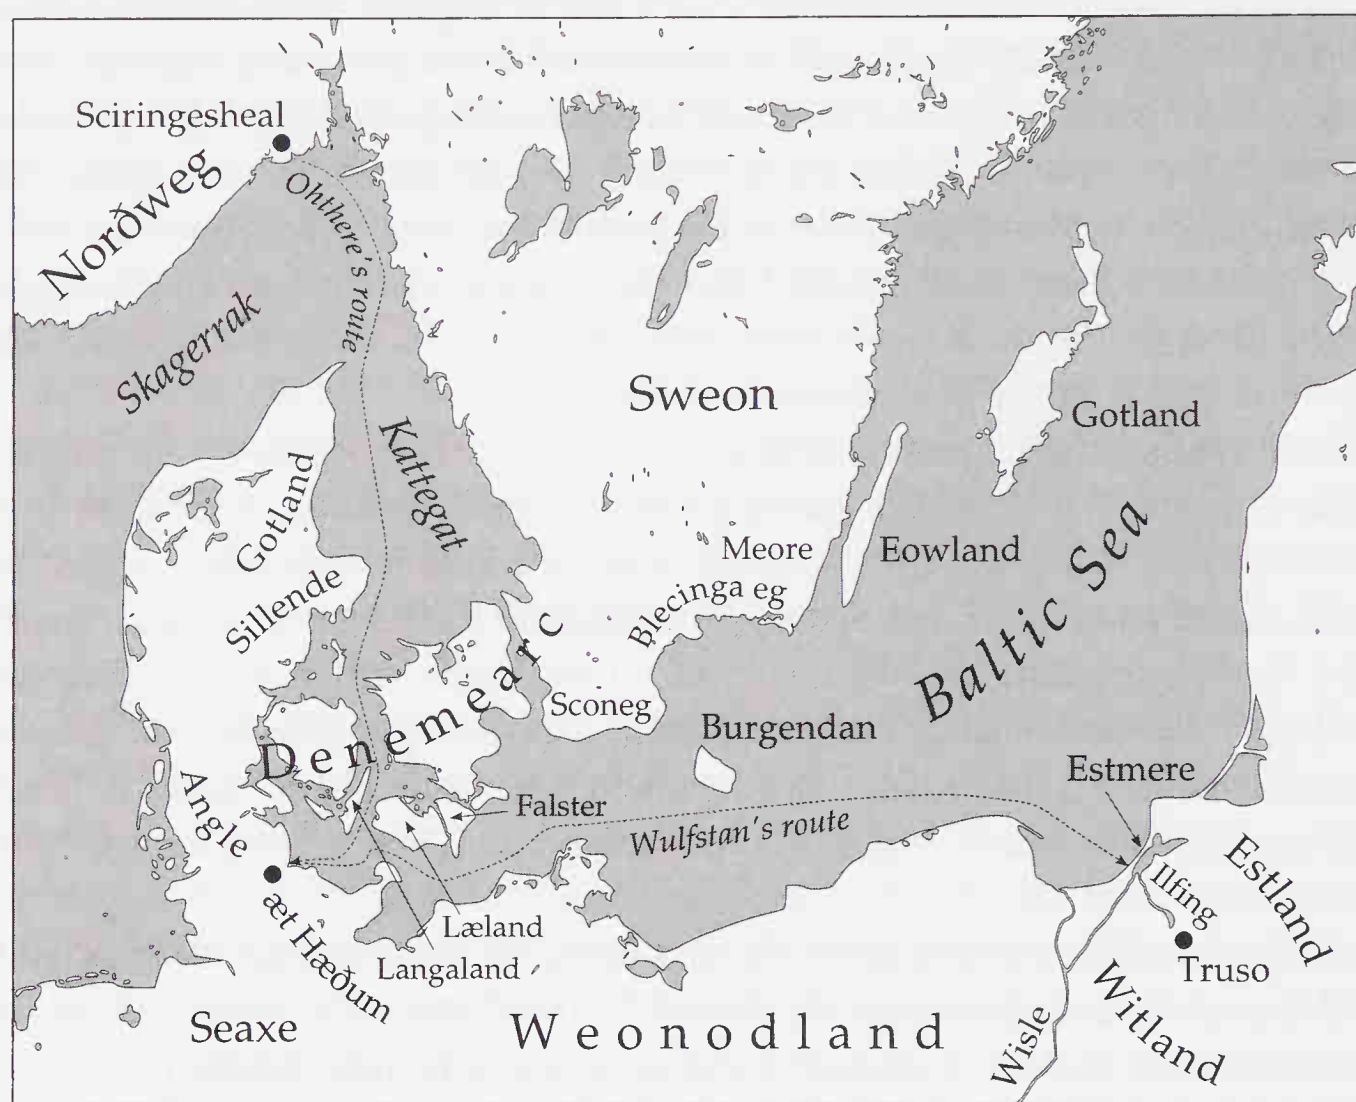 Sciringesheal
Norðweg
Ohthere's route
Skagerrak
Sweon
Gotland
Kattegat
Gotland
Baltic Sea
Meore
Eowland
Sillende
Blecinga eg
Denemearc
Sconeg
Burgendan
Estmere
Angle
Falster
Wulfstan's route
Ilfing
Estland
æt Hæðum
Læland
Langaland
Truso
Witland
Seaxe
Weonodland
Wisle